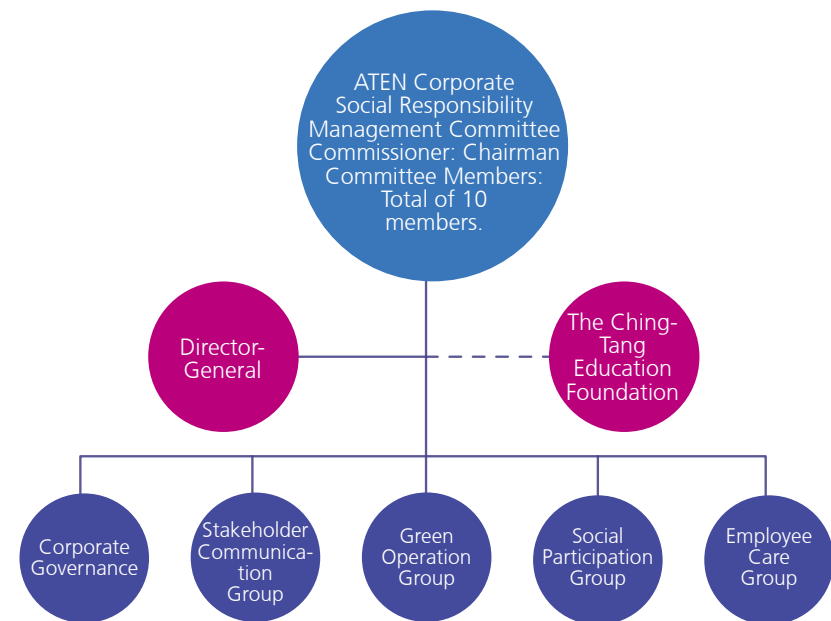 ATEN Corporate
Social Responsibility
Management Committee
Commissioner: Chairman
Committee Members:
Total of 10
members.
Director-
General
The Ching-
Tang
Education
Foundation
Corporate
Governance
Stakeholder
Communica-
tion
Group
Green
Operation
Group
Social
Participation
Group
Employee
Care
Group